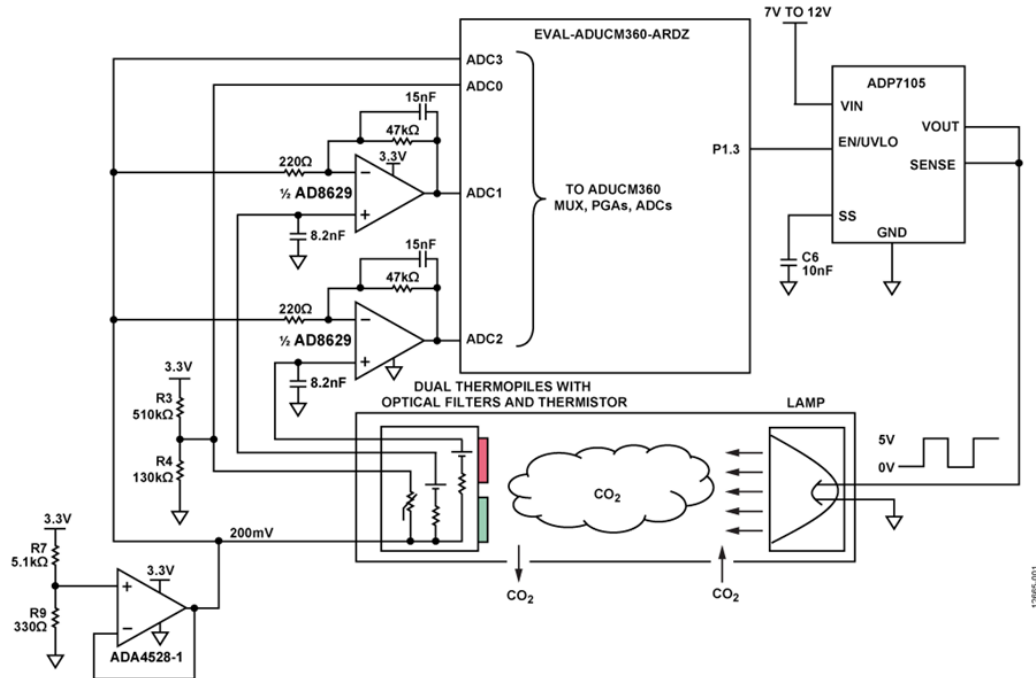 7V TO 12V
EVAL-ADUCM360-ARDZ
ADC3
ADC0
15nF
47kΩ
3.3V
220Ω
½ AD8629
−
+
ADC1
8.2nF
TO ADUCM360
MUX, PGAs, ADCs
P1.3
ADP7105
VIN
VOUT
EN/UVLO
SENSE
SS
GND
C6
10nF
15nF
47kΩ
220Ω
½ AD8629
−
+
ADC2
8.2nF
DUAL THERMOPILES WITH
OPTICAL FILTERS AND THERMISTOR
LAMP
3.3V
R3
510kΩ
R4
130kΩ
5V
0V
CO2
200mV
3.3V
R7
5.1kΩ
R9
330Ω
3.3V
+
−
ADA4528-1
CO2
CO2
12665-001